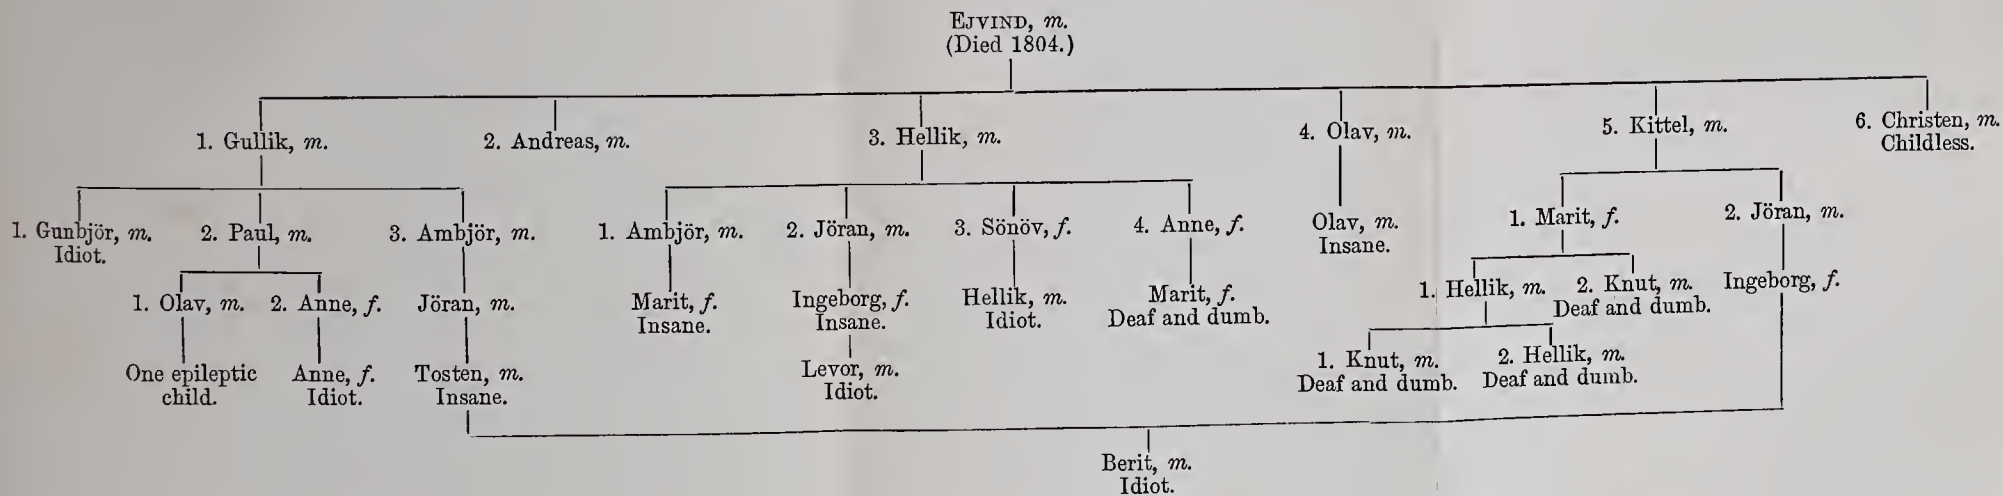 EJVIND, m.
(Died 1804.)
1. Gullik, m. 2. Andreas, m. 3. Hellik, m. 4. Olav, m. 5. Kittel, m. 6. Christen, m.
Childless.
1. Gunbjör, m. 2. Paul, m. 3. Ambjör, m. 1. Ambjör, m. 2. Jöran, m. 3. Sönöv, f. 4. Anne, f. Olav, m. 1. Marit, f. 2. Jöran, m.
Idiot. Insane.
1. Olav, m. 2. Anne, f. Jöran, m. Marit, f. Ingeborg, f. Hellik, m. Marit, f. 1. Hellik, m. 2. Knut, m. Ingeborg, f.
Insane. Insane. Idiot. Deaf and dumb. Deaf and dumb.
One epileptic Anne, f. Tosten, m. Levor, m. 1. Knut, m. 2. Hellik, m.
child. Idiot. Insane. Idiot. Deaf and dumb. Deaf and dumb.
Berit, m.
Idiot.